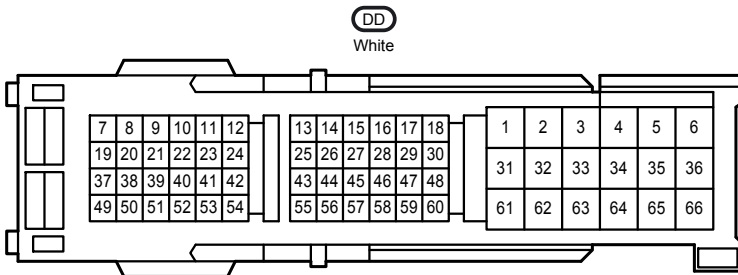 DD
White
7 8 9 10 11 12 13 14 15 16 17 18 1 2 3 4 5 6
19 20 21 22 23 24 25 26 27 28 29 30 31 32 33 34 35 36
37 38 39 40 41 42 43 44 45 46 47 48
49 50 51 52 53 54 55 56 57 58 59 60 61 62 63 64 65 66